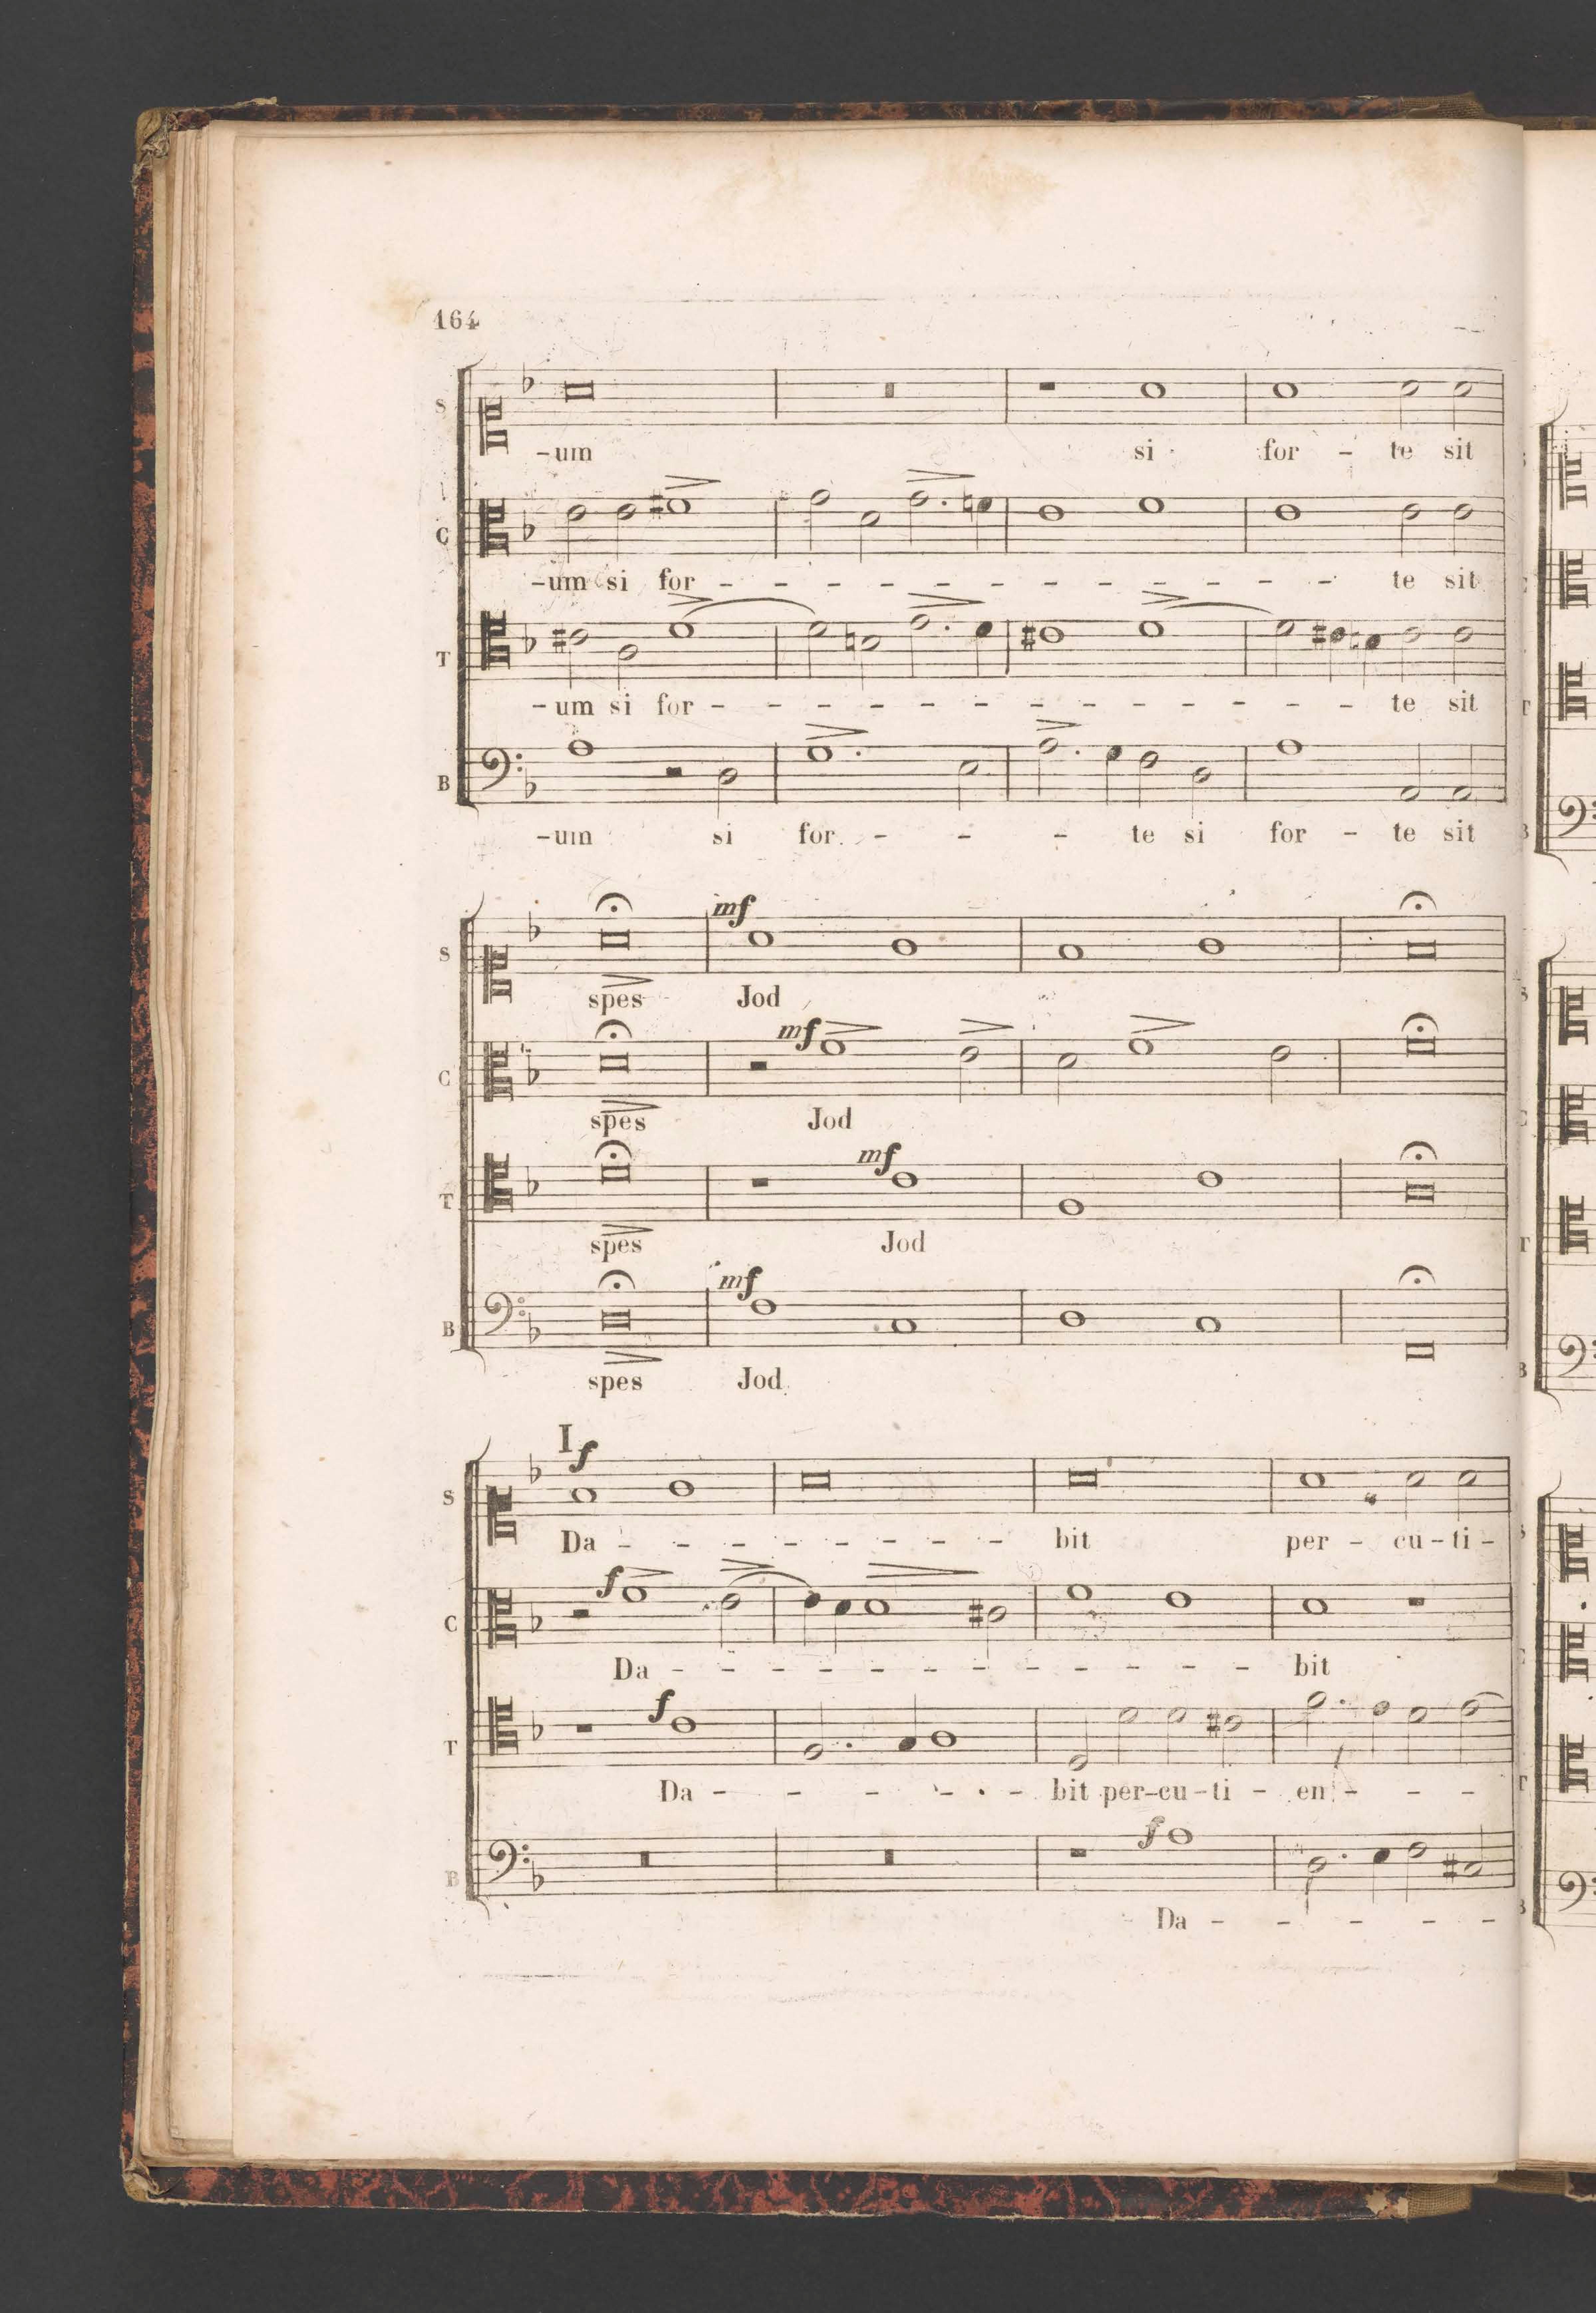 164
S
-um si for - te sit
C
-um si for - - - - - - - - - - - - te sit
T
-um si for - - - - - - - - - - - - te sit
B
-um si for - - - te si for - te sit
mf
S
spes Jod
mf
C
spes Jod
mf
T
spes Jod
mf
B
spes Jod
I
f
S
Da - - - - - - - - bit per - cu - ti -
f
C
Da - - - - - - - - - - - - bit
f
T
Da - - - - - - bit per-cu-ti - en - - -
f
B
Da - - - - -